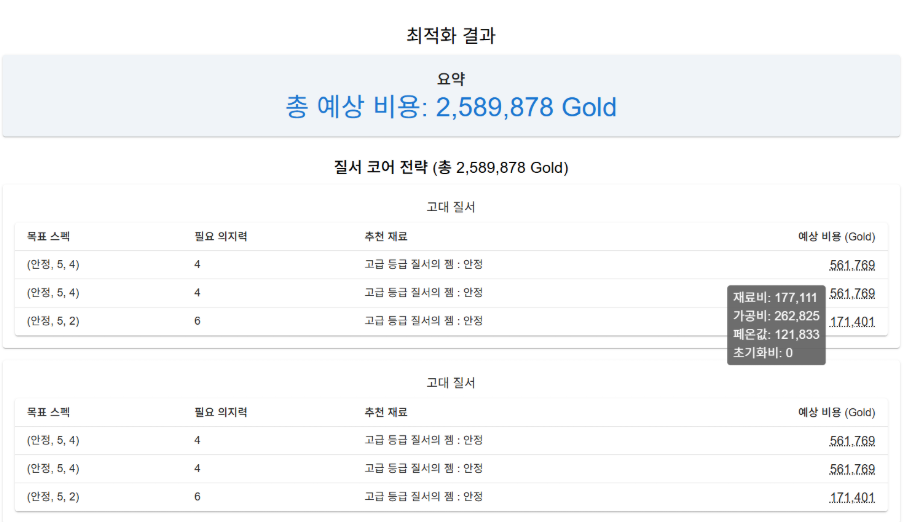 최적화 결과
요약
총 예상 비용: 2,589,878 Gold
질서 코어 전략 (총 2,589,878 Gold)
고대 질서
목표 스펙 필요 의지력 추천 재료 예상 비용 (Gold)
(안정, 5, 4) 4 고급 등급 질서의 젬 : 안정 561,769
(안정, 5, 4) 4 고급 등급 질서의 젬 : 안정 561,769
(안정, 5, 2) 6 고급 등급 질서의 젬 : 안정 171,401
재료비: 177,111
가공비: 262,825
페온값: 121,833
초기화비: 0
고대 질서
목표 스펙 필요 의지력 추천 재료 예상 비용 (Gold)
(안정, 5, 4) 4 고급 등급 질서의 젬 : 안정 561,769
(안정, 5, 4) 4 고급 등급 질서의 젬 : 안정 561,769
(안정, 5, 2) 6 고급 등급 질서의 젬 : 안정 171,401